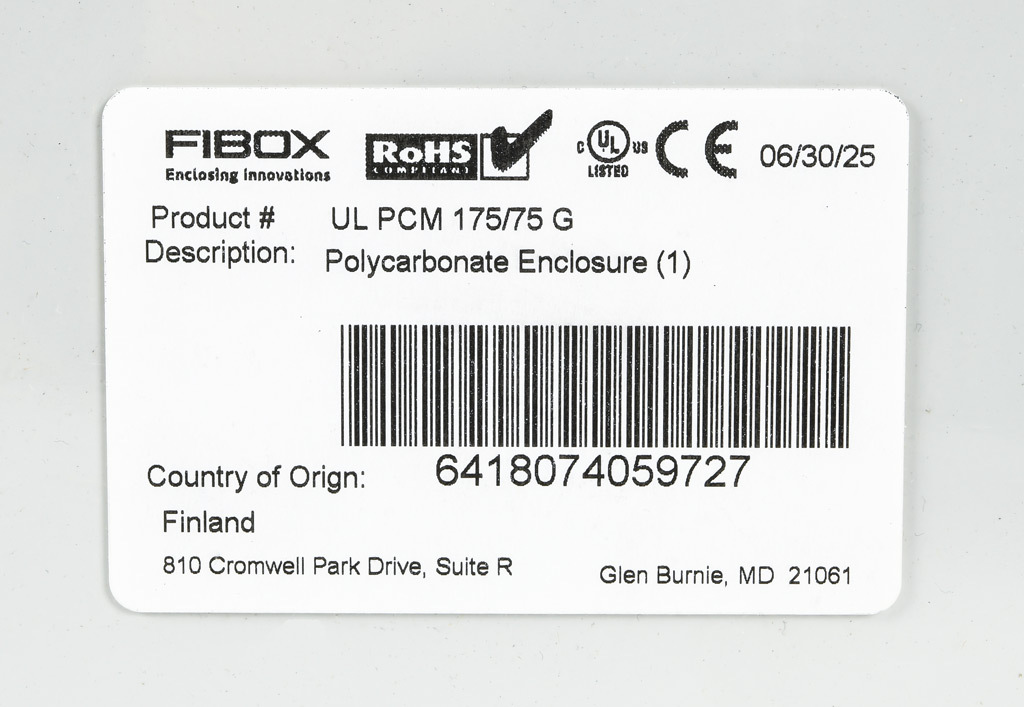 FIBOX
Enclosing Innovations
RoHS
COMPLIANT
C UL US
LISTED
CE
06/30/25
Product # UL PCM 175/75 G
Description: Polycarbonate Enclosure (1)
6418074059727
Country of Orign:
Finland
810 Cromwell Park Drive, Suite R
Glen Burnie, MD 21061